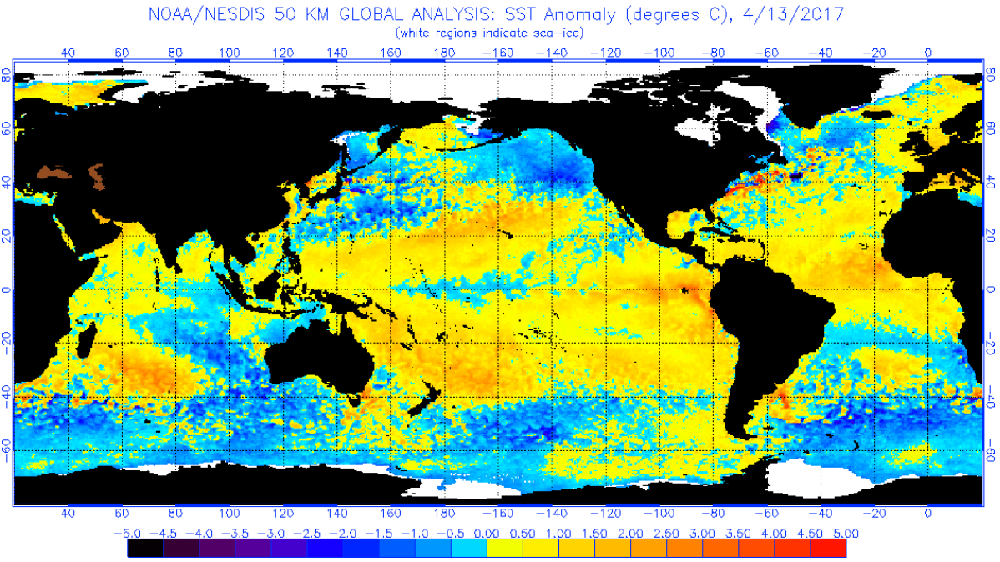 NOAA/NESDIS 50 KM GLOBAL ANALYSIS: SST Anomaly (degrees C), 4/13/2017
(white regions indicate sea-ice)
40 60 80 100 120 140 160 180 -160 -140 -120 -100 -80 -60 -40 -20 0
80 80
60 60
40 40
20 20
0 0
-20 -20
-40 -40
-60 -60
40 60 80 100 120 140 160 180 -160 -140 -120 -100 -80 -60 -40 -20 0
-5.0 -4.5 -4.0 -3.5 -3.0 -2.5 -2.0 -1.5 -1.0 -0.5 0.00 0.50 1.00 1.50 2.00 2.50 3.00 3.50 4.00 4.50 5.00